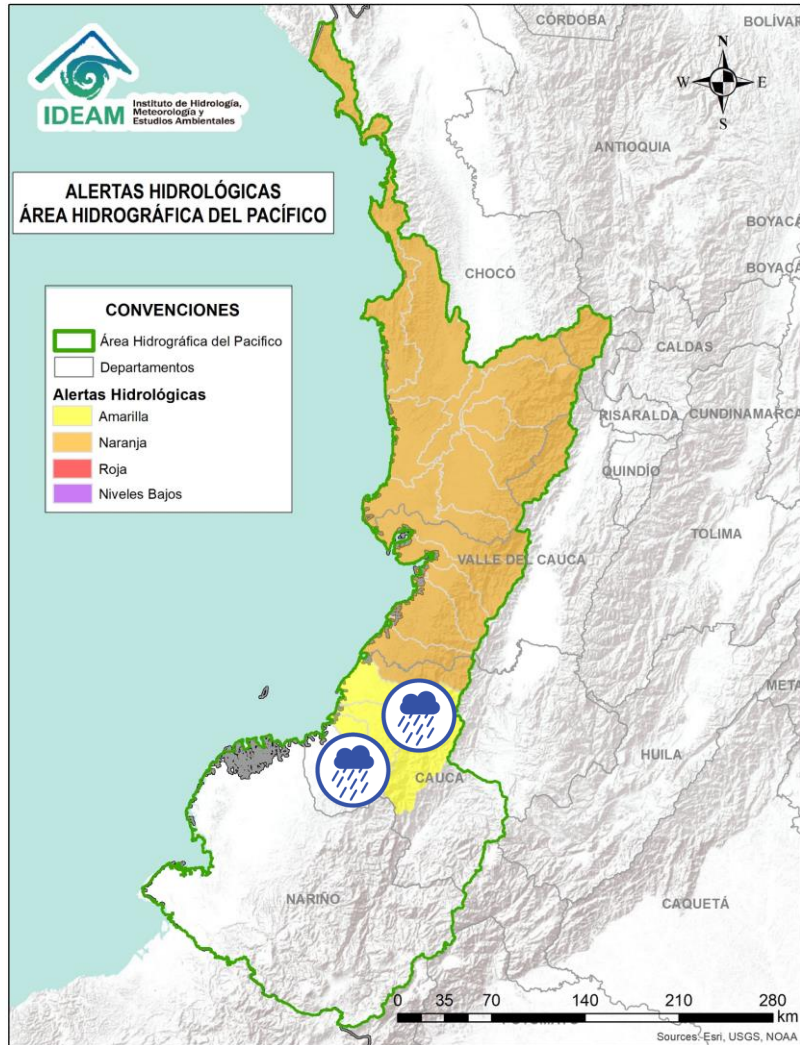 IDEAM
Instituto de Hidrología,
Meteorología y
Estudios Ambientales
ALERTAS HIDROLÓGICAS
ÁREA HIDROGRÁFICA DEL PACÍFICO
CONVENCIONES
Área Hidrográfica del Pacifico
Departamentos
Alertas Hidrológicas
Amarilla
Naranja
Roja
Niveles Bajos
N
W E
S
CÓRDOBA
BOLÍVAR
ANTIOQUIA
BOYACÁ
BOYACÁ
CHOCÓ
CALDAS
RISARALDA
CUNDINAMARCA
QUINDÍO
TOLIMA
VALLE DEL CAUCA
META
HUILA
CAUCA
NARIÑO
CAQUETÁ
0 35 70 140 210 280
km
Sources: Esri, USGS, NOAA